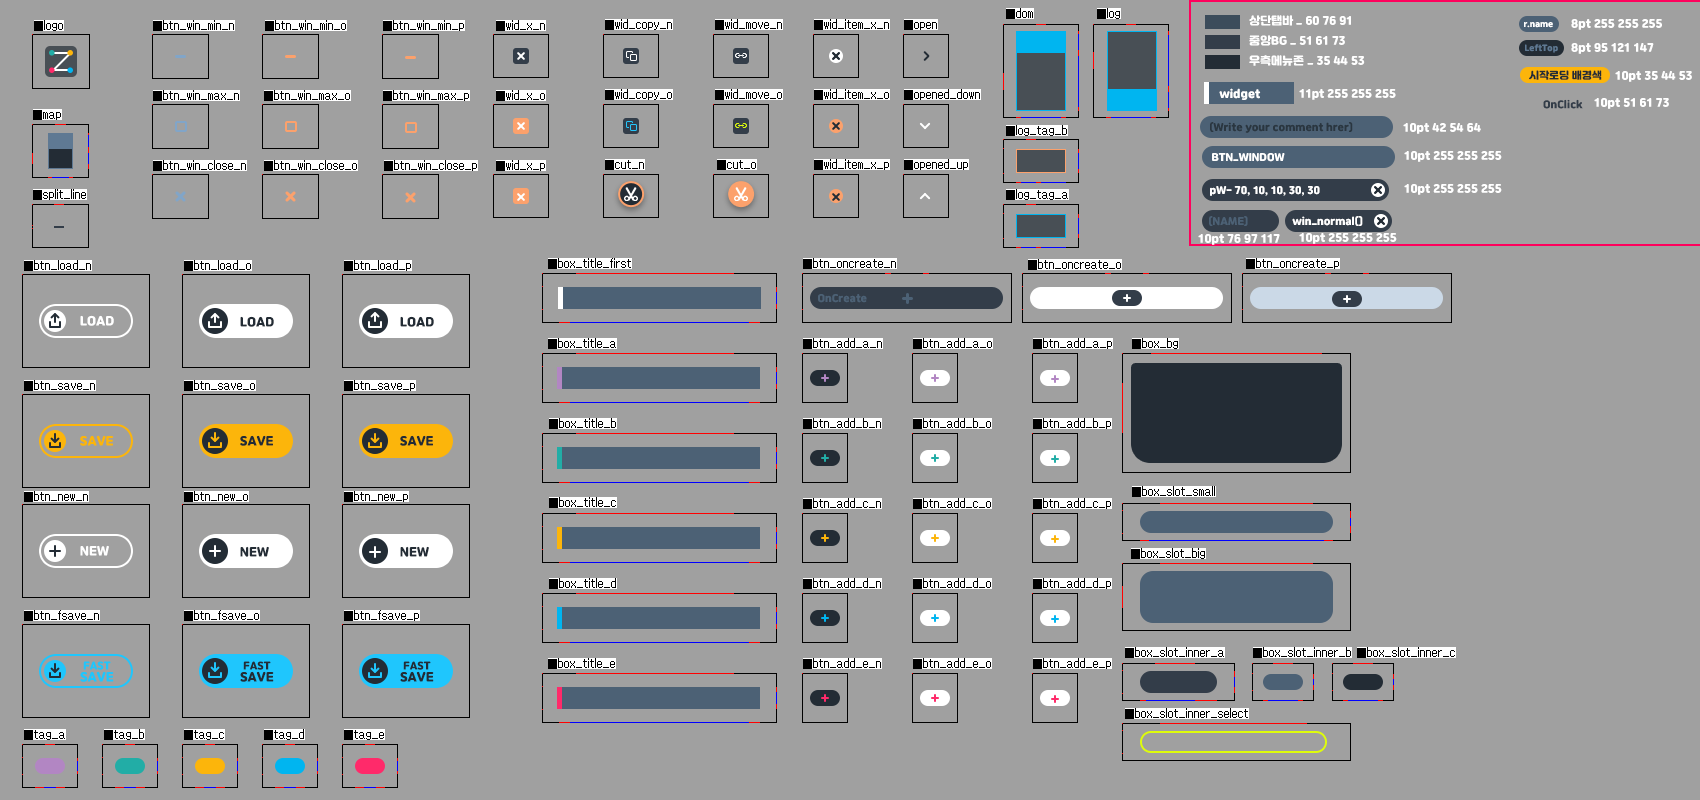 ■logo
■btn_win_min_n ■btn_win_min_o ■btn_win_min_p ■wid_x_n ■wid_copy_n ■wid_move_n ■wid_item_x_n ■open ■dom ■log
■map
■btn_win_max_n ■btn_win_max_o ■btn_win_max_p ■wid_x_o ■wid_copy_o ■wid_move_o ■wid_item_x_o ■opened_down
■log_tag_b
■split_line
■btn_win_close_n ■btn_win_close_o ■btn_win_close_p ■wid_x_p ■cut_n ■cut_o ■wid_item_x_p ■opened_up
■log_tag_a
상단탭바 _ 60 76 91
중앙BG _ 51 61 73
우측메뉴존 _ 35 44 53
widget 11pt 255 255 255
(Write your comment hrer) 10pt 42 54 64
BTN_WINDOW 10pt 255 255 255
pW- 70, 10, 10, 30, 30 10pt 255 255 255
(NAME) win_normal()
10pt 76 97 117 10pt 255 255 255
r.name 8pt 255 255 255
LeftTop 8pt 95 121 147
시작로딩 배경색 10pt 35 44 53
OnClick 10pt 51 61 73
■btn_load_n ■btn_load_o ■btn_load_p
LOAD LOAD LOAD
■btn_save_n ■btn_save_o ■btn_save_p
SAVE SAVE SAVE
■btn_new_n ■btn_new_o ■btn_new_p
NEW NEW NEW
■btn_fsave_n ■btn_fsave_o ■btn_fsave_p
FAST FAST FAST
SAVE SAVE SAVE
■tag_a ■tag_b ■tag_c ■tag_d ■tag_e
■box_title_first ■btn_oncreate_n ■btn_oncreate_o ■btn_oncreate_p
OnCreate
■box_title_a ■btn_add_a_n ■btn_add_a_o ■btn_add_a_p ■box_bg
■box_title_b ■btn_add_b_n ■btn_add_b_o ■btn_add_b_p
■box_slot_small
■box_title_c ■btn_add_c_n ■btn_add_c_o ■btn_add_c_p
■box_slot_big
■box_title_d ■btn_add_d_n ■btn_add_d_o ■btn_add_d_p
■box_slot_inner_a ■box_slot_inner_b ■box_slot_inner_c
■box_title_e ■btn_add_e_n ■btn_add_e_o ■btn_add_e_p
■box_slot_inner_select